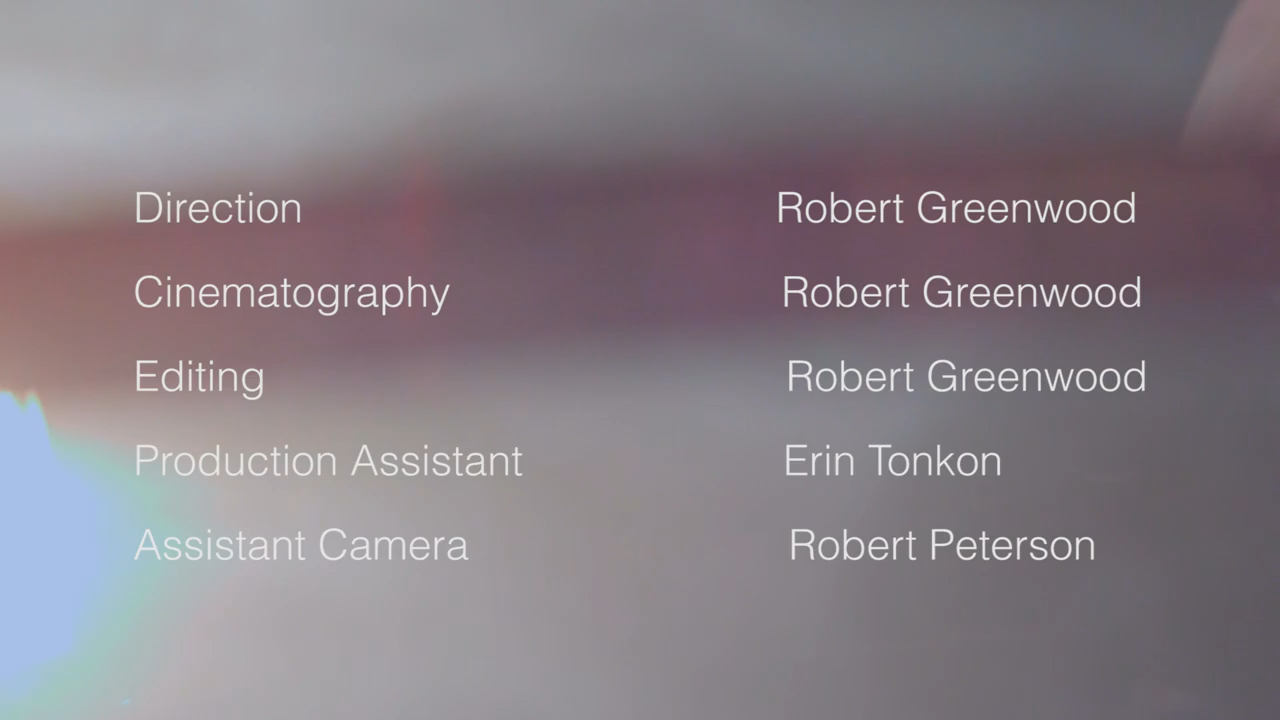 Direction Robert Greenwood
Cinematography Robert Greenwood
Editing Robert Greenwood
Production Assistant Erin Tonkon
Assistant Camera Robert Peterson